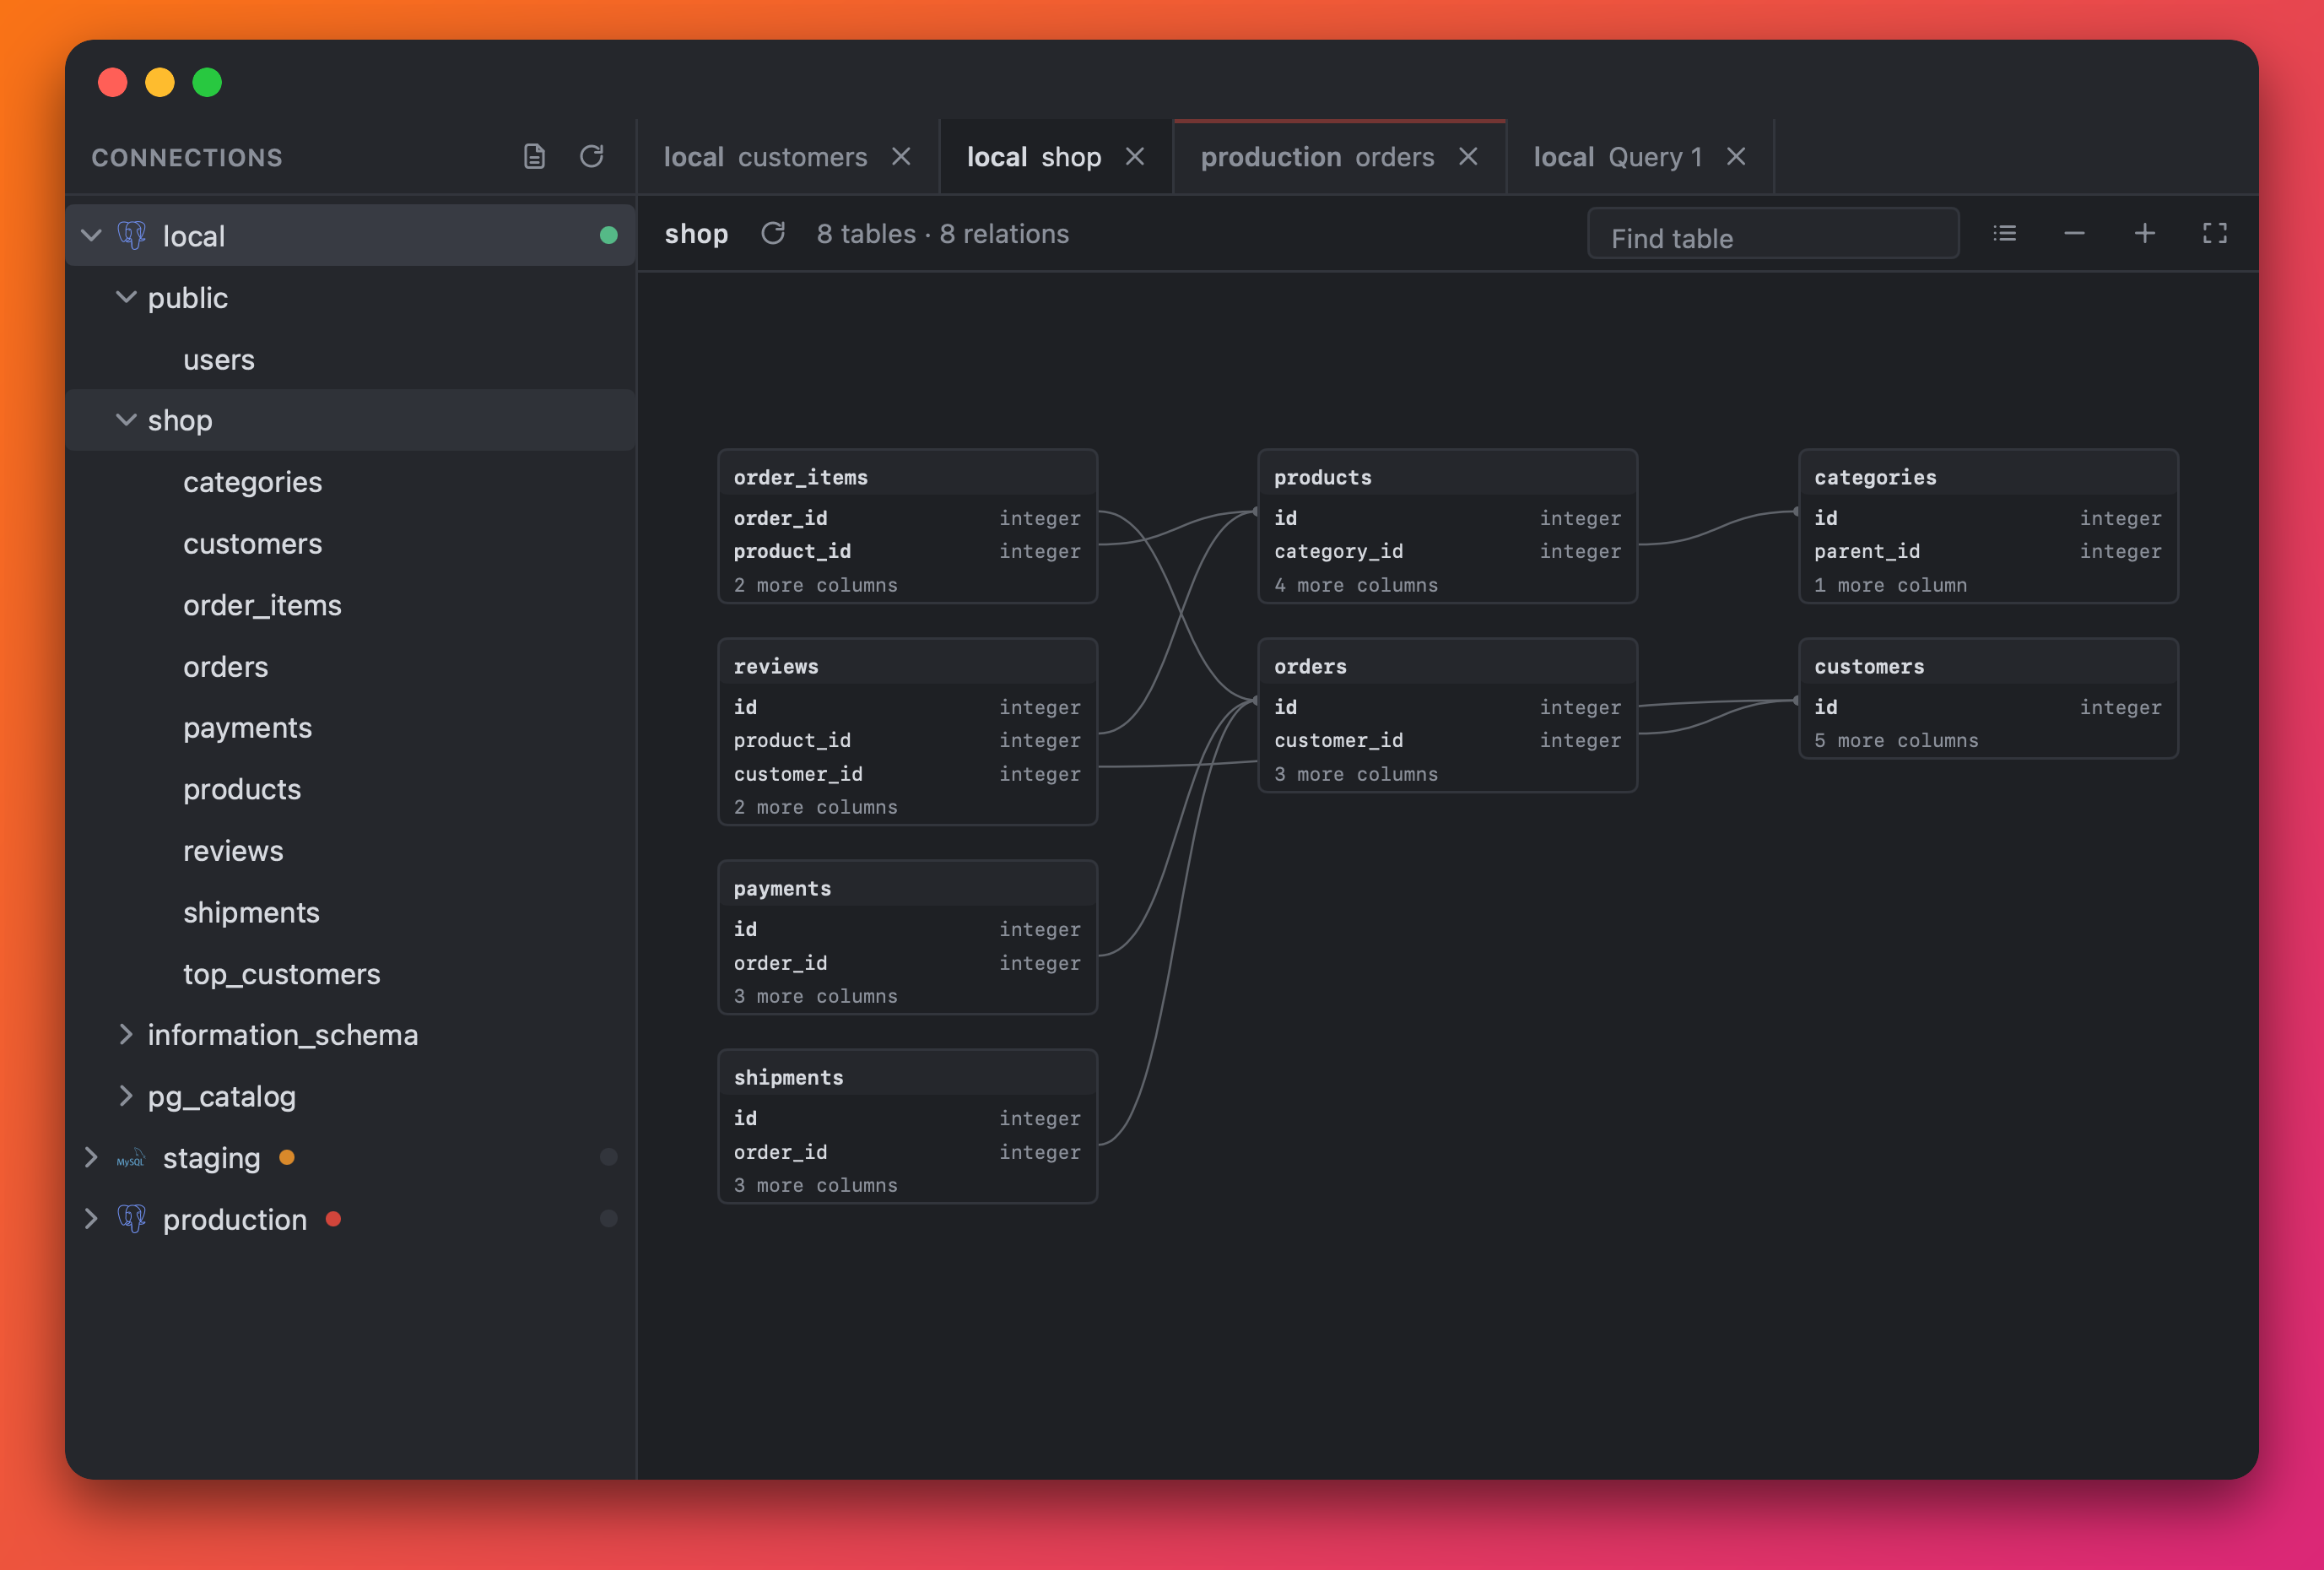 CONNECTIONS
local
public
users
shop
categories
customers
order_items
orders
payments
products
reviews
shipments
top_customers
information_schema
pg_catalog
MySQL staging
production
local customers
local shop
production orders
local Query 1
shop 8 tables · 8 relations
Find table
order_items
order_id integer
product_id integer
2 more columns
reviews
id integer
product_id integer
customer_id integer
2 more columns
payments
id integer
order_id integer
3 more columns
shipments
id integer
order_id integer
3 more columns
products
id integer
category_id integer
4 more columns
orders
id integer
customer_id integer
3 more columns
categories
id integer
parent_id integer
1 more column
customers
id integer
5 more columns